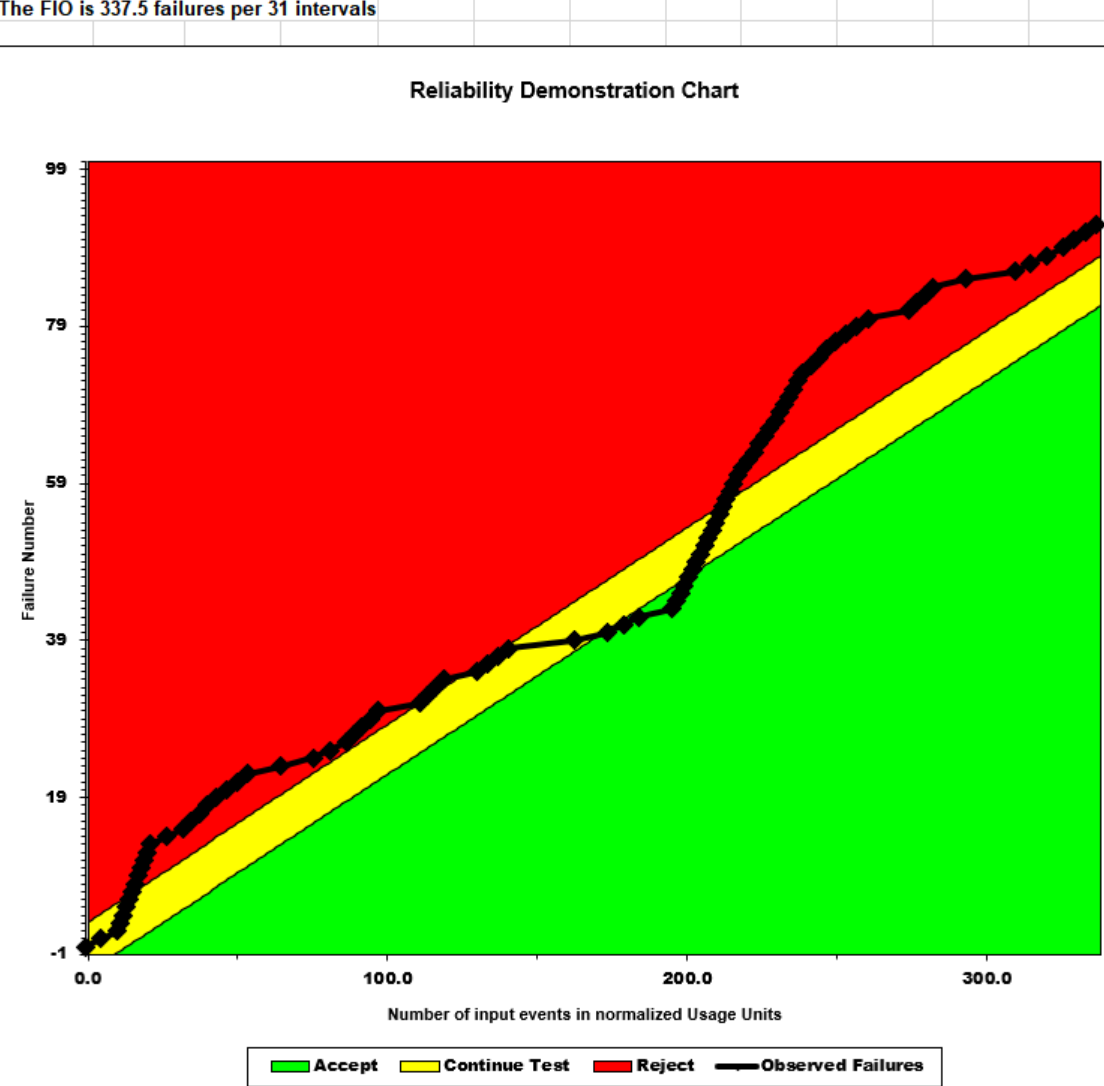 The FIO is 337.5 failures per 31 intervals
Reliability Demonstration Chart
99
79
59
39
19
-1
Failure Number
0.0 100.0 200.0 300.0
Number of input events in normalized Usage Units
Accept Continue Test Reject Observed Failures